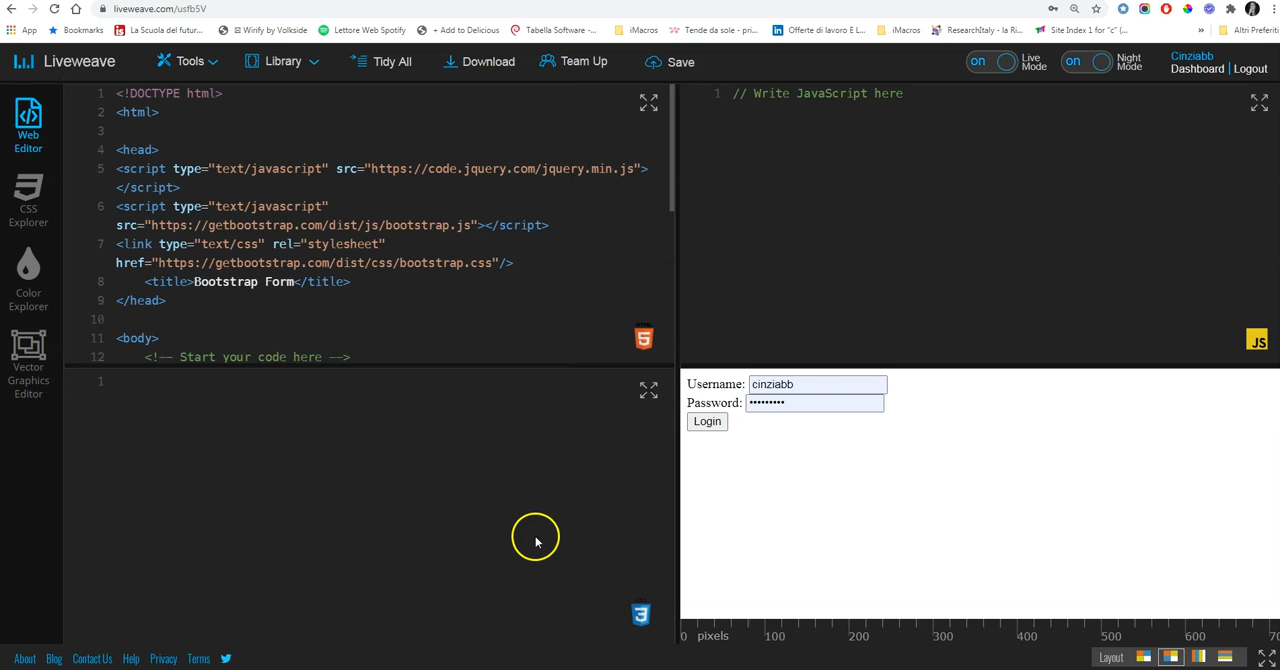 liveweave.com/usfb5V
App Bookmarks La Scuola del futur... Wirify by Volkside Lettore Web Spotify + Add to Delicious Tabella Software -... iMacros Tende da sole - pri... Offerte di lavoro E L... iMacros ResearchItaly - la Ri... Site Index 1 for "c" (... » Altri Preferiti
Liveweave Tools Library Tidy All Download Team Up Save on Live Mode on Night Mode Cinziabb
Dashboard | Logout
Web Editor
CSS Explorer
Color Explorer
Vector Graphics Editor
1 <!DOCTYPE html>
2 <html>
3
4 <head>
5 <script type="text/javascript" src="https://code.jquery.com/jquery.min.js">
</script>
6 <script type="text/javascript"
src="https://getbootstrap.com/dist/js/bootstrap.js"></script>
7 <link type="text/css" rel="stylesheet"
href="https://getbootstrap.com/dist/css/bootstrap.css"/>
8 <title>Bootstrap Form</title>
9 </head>
10
11 <body>
12 <!-- Start your code here -->
5
1 // Write JavaScript here
JS
1
3
Username: cinziabb
Password: •••••••••
Login
0 pixels 100 200 300 400 500 600 70
About Blog Contact Us Help Privacy Terms Layout